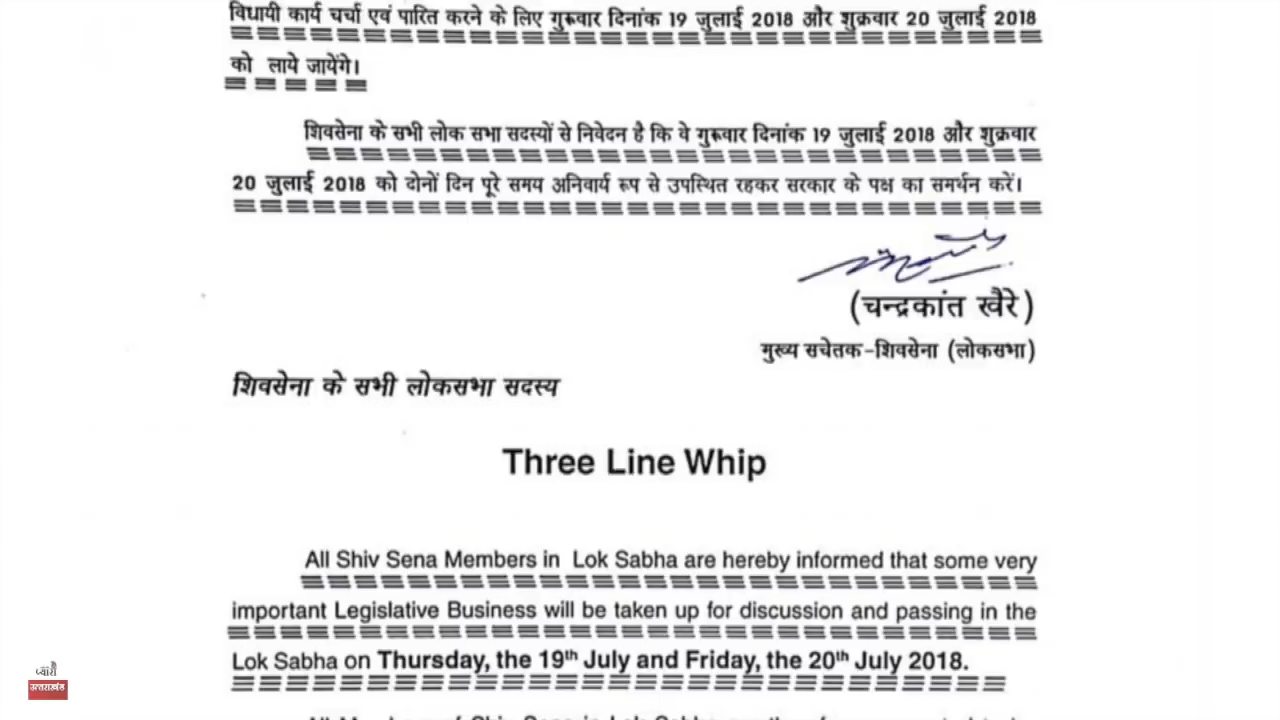 विधायी कार्य चर्चा एवं पारित करने के लिए गुरूवार दिनांक 19 जुलाई 2018 और शुक्रवार 20 जुलाई 2018
को लाये जायेंगे।
शिवसेना के सभी लोक सभा सदस्यों से निवेदन है कि वे गुरूवार दिनांक 19 जुलाई 2018 और शुक्रवार
20 जुलाई 2018 को दोनों दिन पूरे समय अनिवार्य रूप से उपस्थित रहकर सरकार के पक्ष का समर्थन करें।
(चन्द्रकांत खैरे)
मुख्य सचेतक-शिवसेना (लोकसभा)
शिवसेना के सभी लोकसभा सदस्य
Three Line Whip
All Shiv Sena Members in Lok Sabha are hereby informed that some very
important Legislative Business will be taken up for discussion and passing in the
Lok Sabha on Thursday, the 19th July and Friday, the 20th July 2018.
उत्तराखंड